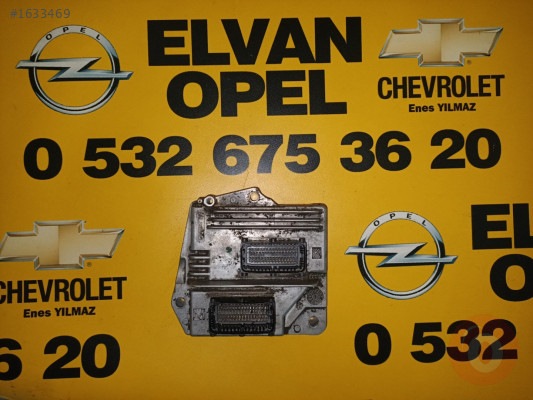 #1633469
OPEL
ELVAN
OPEL
CHEVROLET
Enes YILMAZ
0 532 675 36 20
CHEVROLET
Enes YILMAZ
OPEL
EL
OP
6 20
0 532